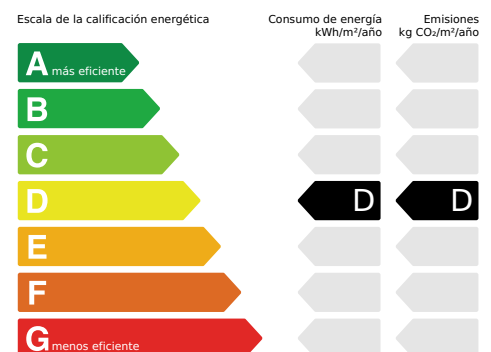 Escala de la calificación energética
Consumo de energía
kWh/m²/año
Emisiones
kg CO₂/m²/año
A más eficiente
B
C
D D D
E
F
G menos eficiente